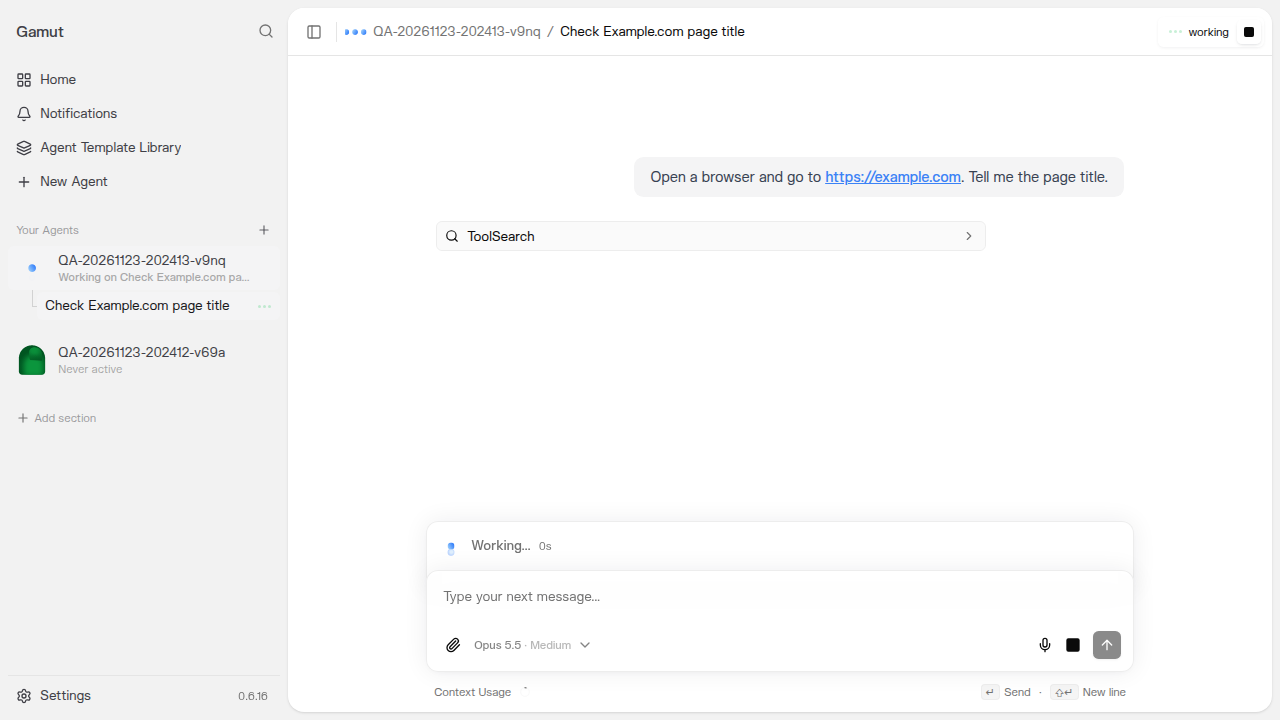 Gamut
Home
Notifications
Agent Template Library
New Agent
Your Agents
QA-20261123-202413-v9nq
Working on Check Example.com pa...
Check Example.com page title
QA-20261123-202412-v69a
Never active
Add section
Settings
0.6.16
QA-20261123-202413-v9nq / Check Example.com page title
working
Open a browser and go to https://example.com. Tell me the page title.
ToolSearch
Working... 0s
Type your next message...
Opus 5.5 · Medium
Context Usage
Send · New line